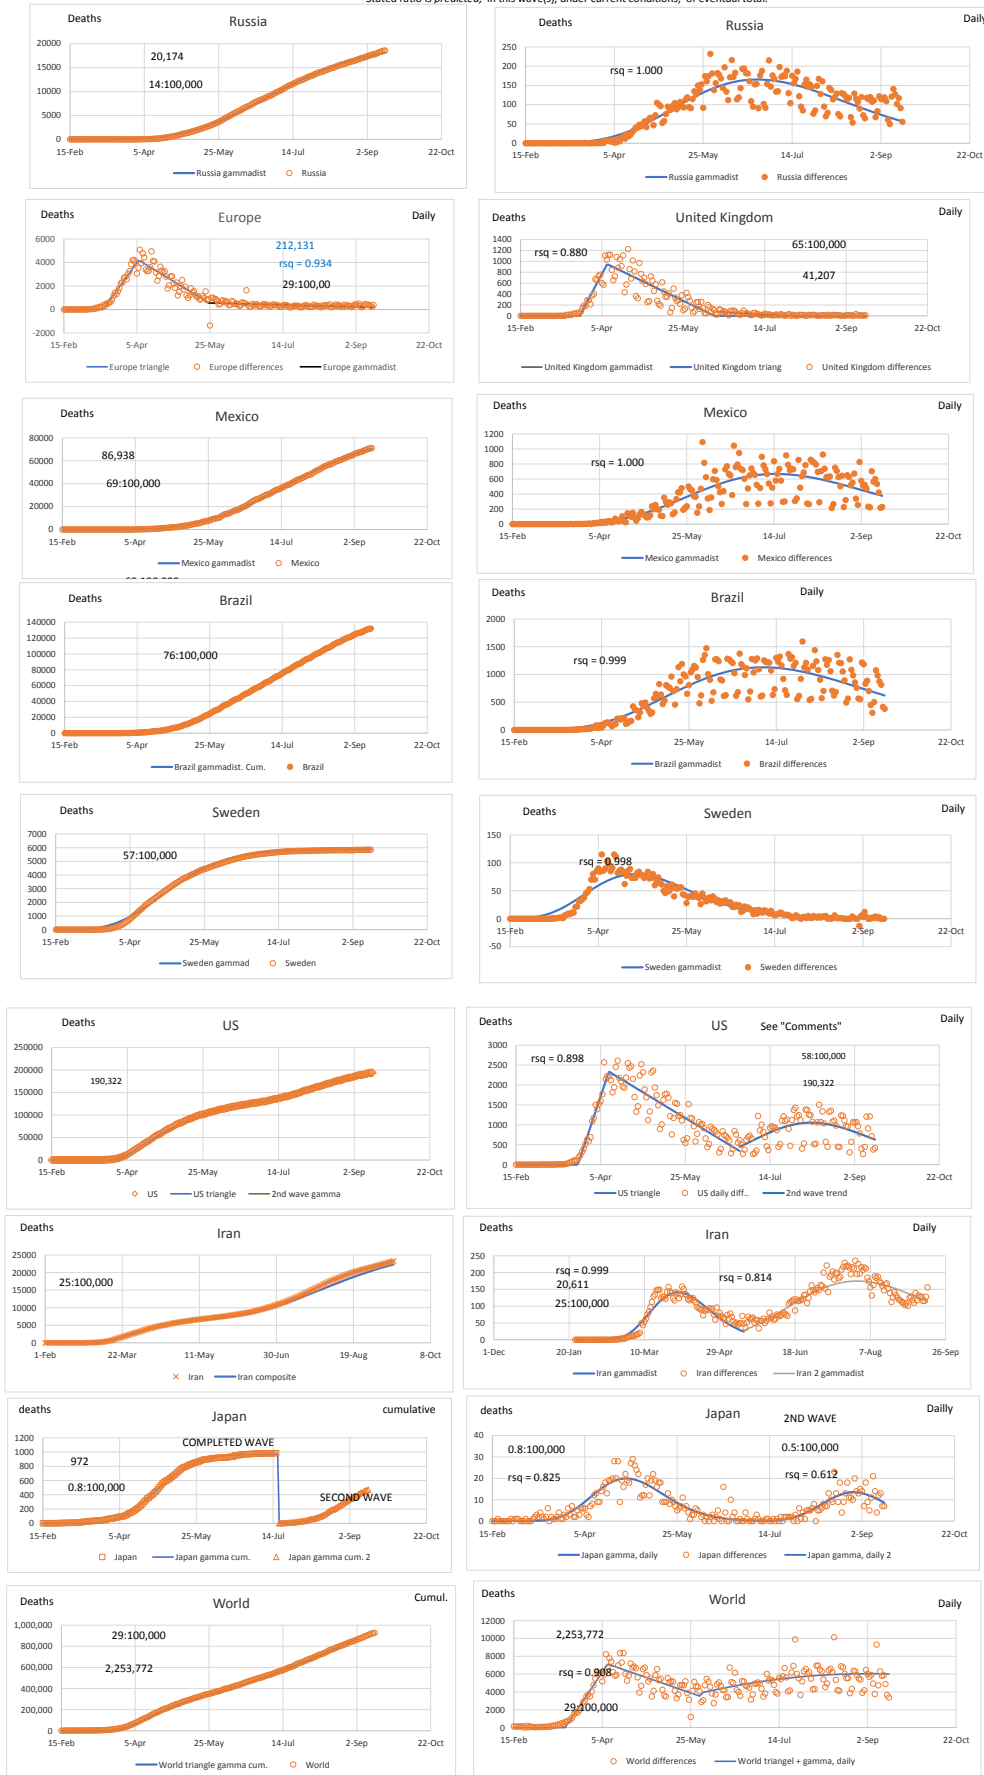 Stated ratio is predicted, in this wave(s), under current conditions, of eventual total.
Deaths
Russia
20,174
14:100,000
20000
15000
10000
5000
0
15-Feb 5-Apr 25-May 14-Jul 2-Sep 22-Oct
Russia gammadist Russia
Deaths
Daily
Russia
rsq = 1.000
250
200
150
100
50
0
15-Feb 5-Apr 25-May 14-Jul 2-Sep 22-Oct
Russia gammadist Russia differences
Deaths
Europe
Daily
212,131
rsq = 0.934
29:100,00
6000
4000
2000
0
-2000
15-Feb 5-Apr 25-May 14-Jul 2-Sep 22-Oct
Europe triangle Europe differences Europe gammadist
Deaths
United Kingdom
Daily
rsq = 0.880
65:100,000
41,207
1400
1200
1000
800
600
400
200
0
15-Feb 5-Apr 25-May 14-Jul 2-Sep 22-Oct
United Kingdom gammadist United Kingdom triang United Kingdom differences
Deaths
Mexico
86,938
69:100,000
80000
60000
40000
20000
0
15-Feb 5-Apr 25-May 14-Jul 2-Sep 22-Oct
Mexico gammadist Mexico
Deaths
Daily
Mexico
rsq = 1.000
1200
1000
800
600
400
200
0
15-Feb 5-Apr 25-May 14-Jul 2-Sep 22-Oct
Mexico gammadist Mexico differences
Deaths
Brazil
76:100,000
140000
120000
100000
80000
60000
40000
20000
0
15-Feb 5-Apr 25-May 14-Jul 2-Sep 22-Oct
Brazil gammadist. Cum. Brazil
Deaths
Brazil
Daily
rsq = 0.999
2000
1500
1000
500
0
15-Feb 5-Apr 25-May 14-Jul 2-Sep 22-Oct
Brazil gammadist Brazil differences
Deaths
Sweden
57:100,000
7000
6000
5000
4000
3000
2000
1000
0
15-Feb 5-Apr 25-May 14-Jul 2-Sep 22-Oct
Sweden gammad Sweden
Deaths
Daily
Sweden
rsq = 0.998
150
100
50
0
-50
15-Feb 5-Apr 25-May 14-Jul 2-Sep 22-Oct
Sweden gammadist Sweden differences
Deaths
US
190,322
250000
200000
150000
100000
50000
0
15-Feb 5-Apr 25-May 14-Jul 2-Sep 22-Oct
US US triangle 2nd wave gamma
Deaths
Daily
US See "Comments"
rsq = 0.898
58:100,000
190,322
3000
2500
2000
1500
1000
500
0
15-Feb 5-Apr 25-May 14-Jul 2-Sep 22-Oct
US triangle US daily diff.. 2nd wave trend
Deaths
Iran
25:100,000
25000
20000
15000
10000
5000
0
1-Feb 22-Mar 11-May 30-Jun 19-Aug 8-Oct
Iran Iran composite
Deaths
Daily
Iran
rsq = 0.999
20,611
25:100,000
rsq = 0.814
250
200
150
100
50
0
1-Dec 20-Jan 10-Mar 29-Apr 18-Jun 7-Aug 26-Sep
Iran gammadist Iran differences Iran 2 gammadist
deaths
cumulative
Japan
COMPLETED WAVE
972
0.8:100,000
SECOND WAVE
1200
1000
800
600
400
200
0
15-Feb 5-Apr 25-May 14-Jul 2-Sep 22-Oct
Japan Japan gamma cum. Japan gamma cum. 2
deaths
Dailly
Japan
2ND WAVE
0.8:100,000
0.5:100,000
rsq = 0.825
rsq = 0.612
40
30
20
10
0
15-Feb 5-Apr 25-May 14-Jul 2-Sep 22-Oct
Japan gamma, daily Japan differences Japan gamma, daily 2
Deaths
Cumul.
World
29:100,000
2,253,772
1,000,000
800,000
600,000
400,000
200,000
0
15-Feb 5-Apr 25-May 14-Jul 2-Sep 22-Oct
World triangle gamma cum. World
Deaths
World
Daily
2,253,772
rsq = 0.908
29:100,000
12000
10000
8000
6000
4000
2000
0
15-Feb 5-Apr 25-May 14-Jul 2-Sep 22-Oct
World differences World triangel + gamma, daily